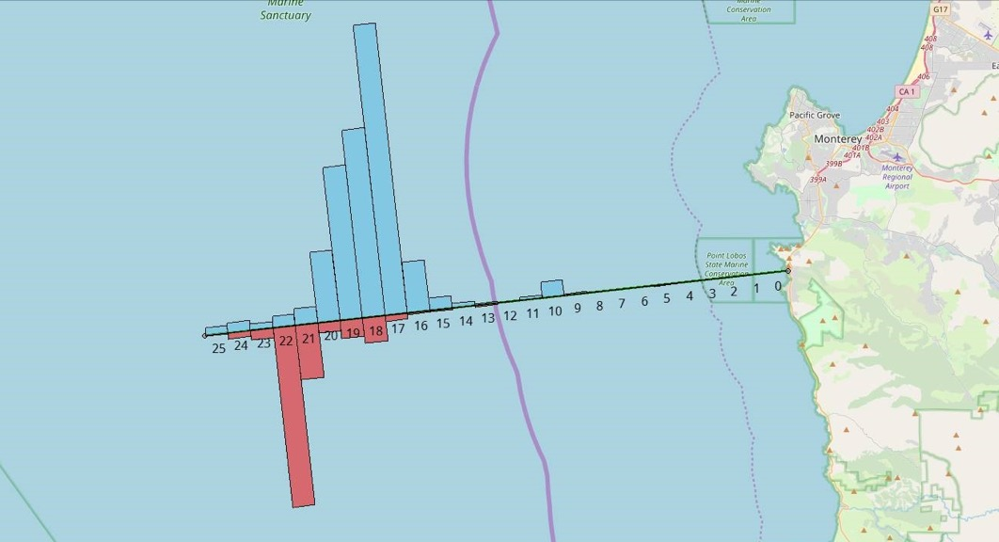 Marine
Sanctuary
Marine
Conservation
Area
G17
408
408
406
CA 1
404
403
402B
402A
401B
401A
399B
399A
Pacific Grove
Monterey
Monterey
Regional
Airport
Ea
Point Lobos
State Marine
Conservation
Area
25 24 23 22 21 20 19 18 17 16 15 14 13 12 11 10 9 8 7 6 5 4 3 2 1 0